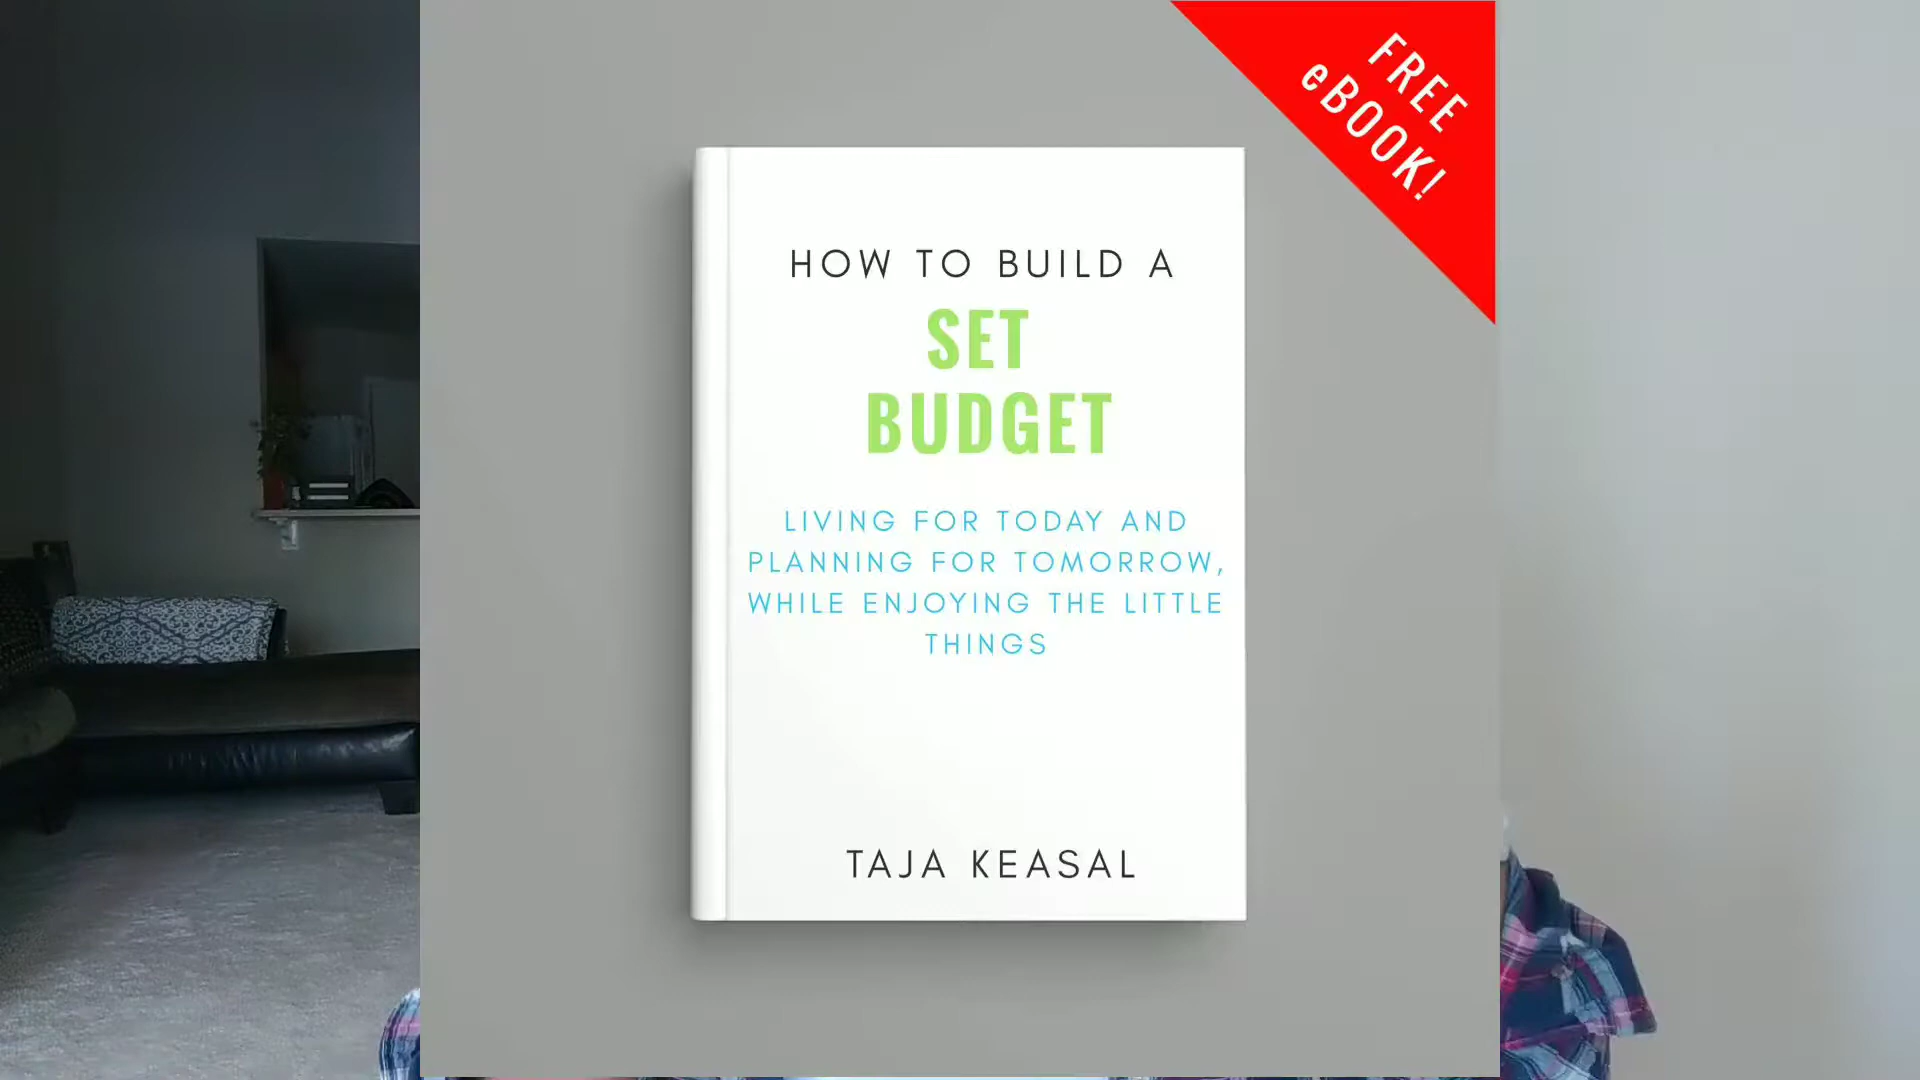 FREE
eBOOK!
HOW TO BUILD A
SET
BUDGET
LIVING FOR TODAY AND
PLANNING FOR TOMORROW,
WHILE ENJOYING THE LITTLE
THINGS
TAJA KEASAL